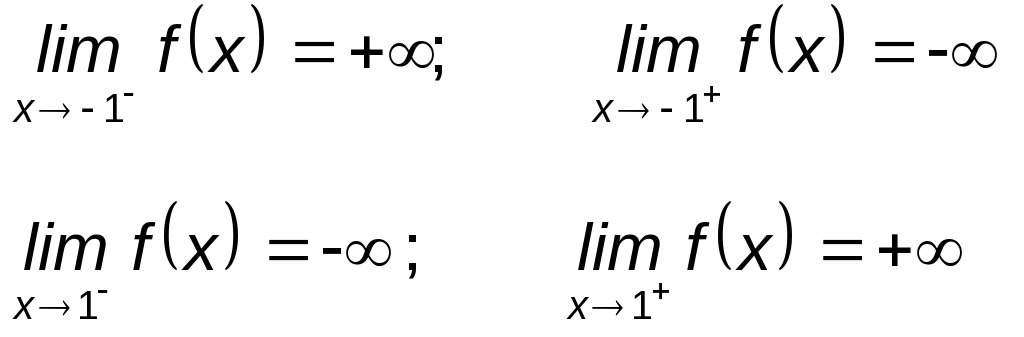 lim f(x) = +∞; lim f(x) = -∞
x→ - 1⁻ x→ - 1⁺
lim f(x) = -∞ ; lim f(x) = +∞
x→1⁻ x→1⁺